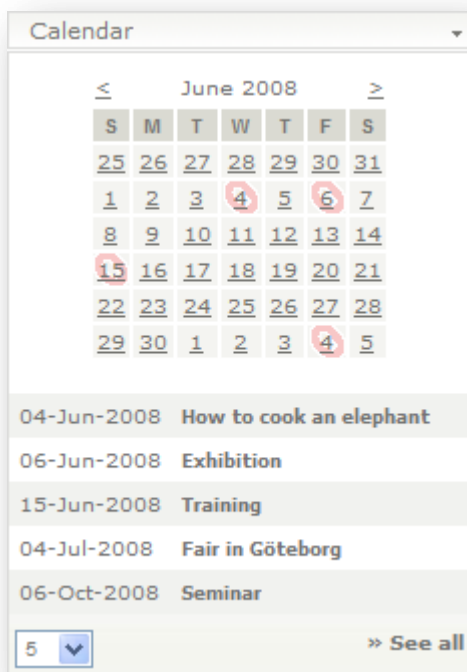 Calendar
< June 2008 >
S M T W T F S
25 26 27 28 29 30 31
1 2 3 4 5 6 7
8 9 10 11 12 13 14
15 16 17 18 19 20 21
22 23 24 25 26 27 28
29 30 1 2 3 4 5
04-Jun-2008 How to cook an elephant
06-Jun-2008 Exhibition
15-Jun-2008 Training
04-Jul-2008 Fair in Göteborg
06-Oct-2008 Seminar
5 » See all